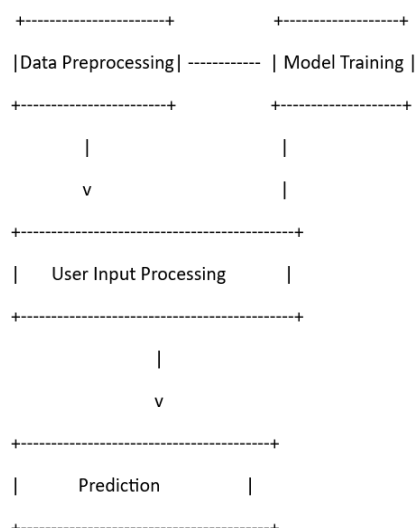 +-----------------------+ +--------------------+
|Data Preprocessing| ------------ | Model Training |
+-----------------------+ +--------------------+
| |
v |
+---------------------------------------------+
| User Input Processing |
+---------------------------------------------+
|
v
+-----------------------------------------+
| Prediction |
+-----------------------------------------+